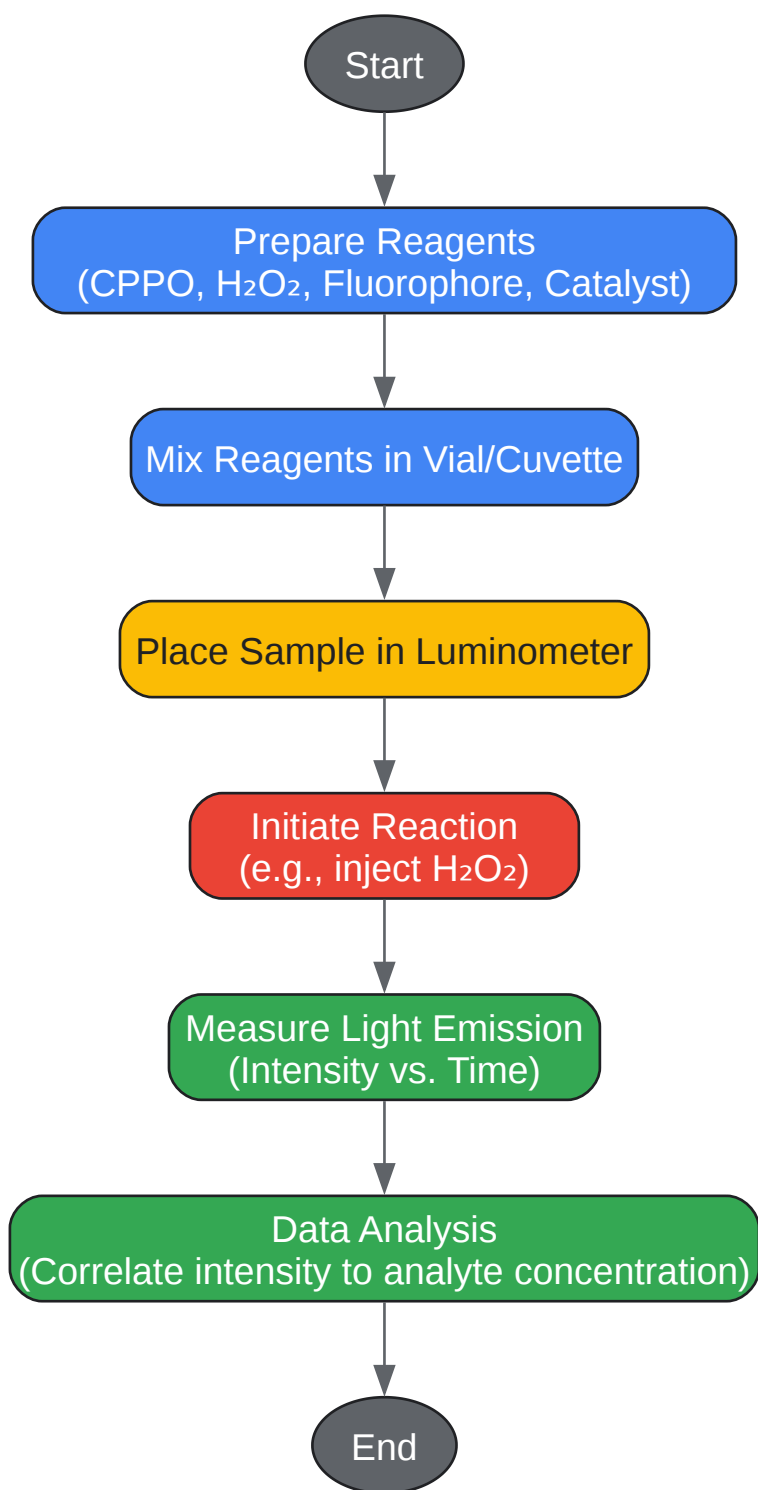 Start
Prepare Reagents
(CPPO, H₂O₂, Fluorophore, Catalyst)
Mix Reagents in Vial/Cuvette
Place Sample in Luminometer
Initiate Reaction
(e.g., inject H₂O₂)
Measure Light Emission
(Intensity vs. Time)
Data Analysis
(Correlate intensity to analyte concentration)
End